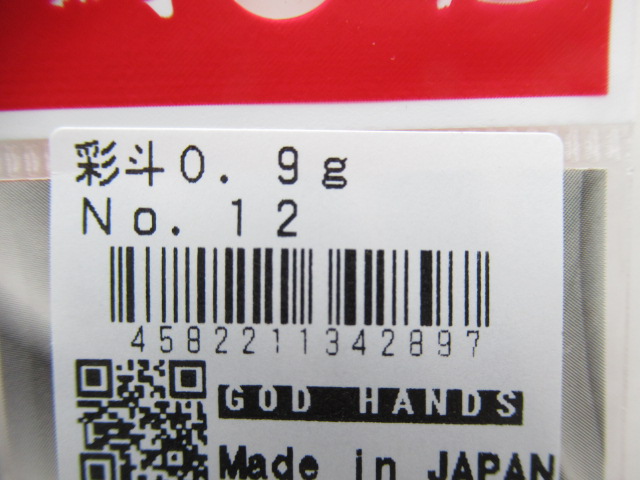 彩斗0．9g
No．12
4582211342897
GOD HANDS
Made in JAPAN